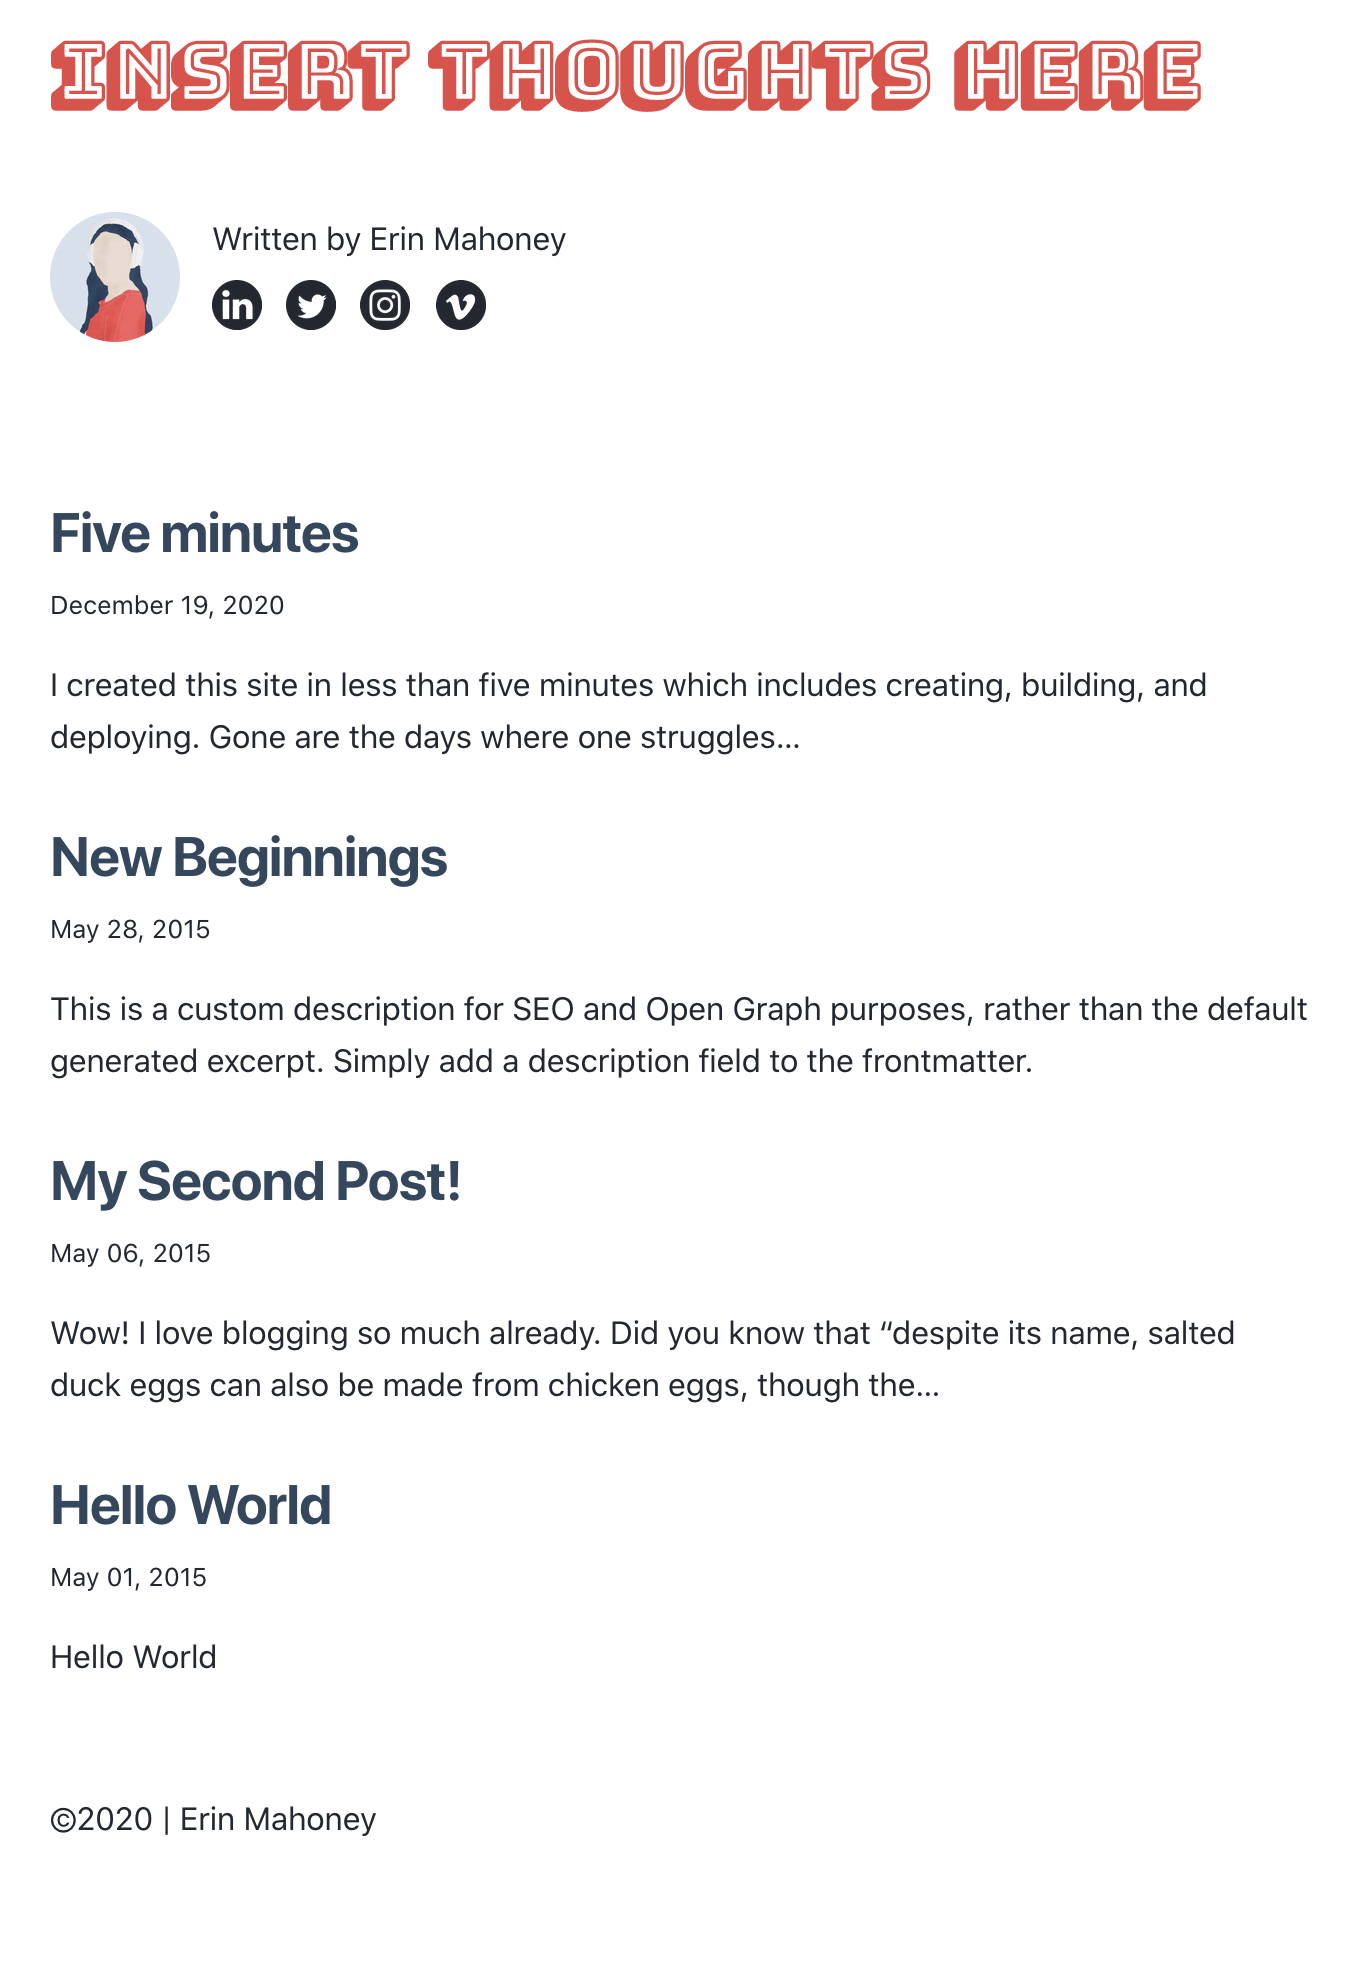 INSERT THOUGHTS HERE
Written by Erin Mahoney
in
Five minutes
December 19, 2020
I created this site in less than five minutes which includes creating, building, and
deploying. Gone are the days where one struggles…
New Beginnings
May 28, 2015
This is a custom description for SEO and Open Graph purposes, rather than the default
generated excerpt. Simply add a description field to the frontmatter.
My Second Post!
May 06, 2015
Wow! I love blogging so much already. Did you know that “despite its name, salted
duck eggs can also be made from chicken eggs, though the…
Hello World
May 01, 2015
Hello World
©2020 | Erin Mahoney